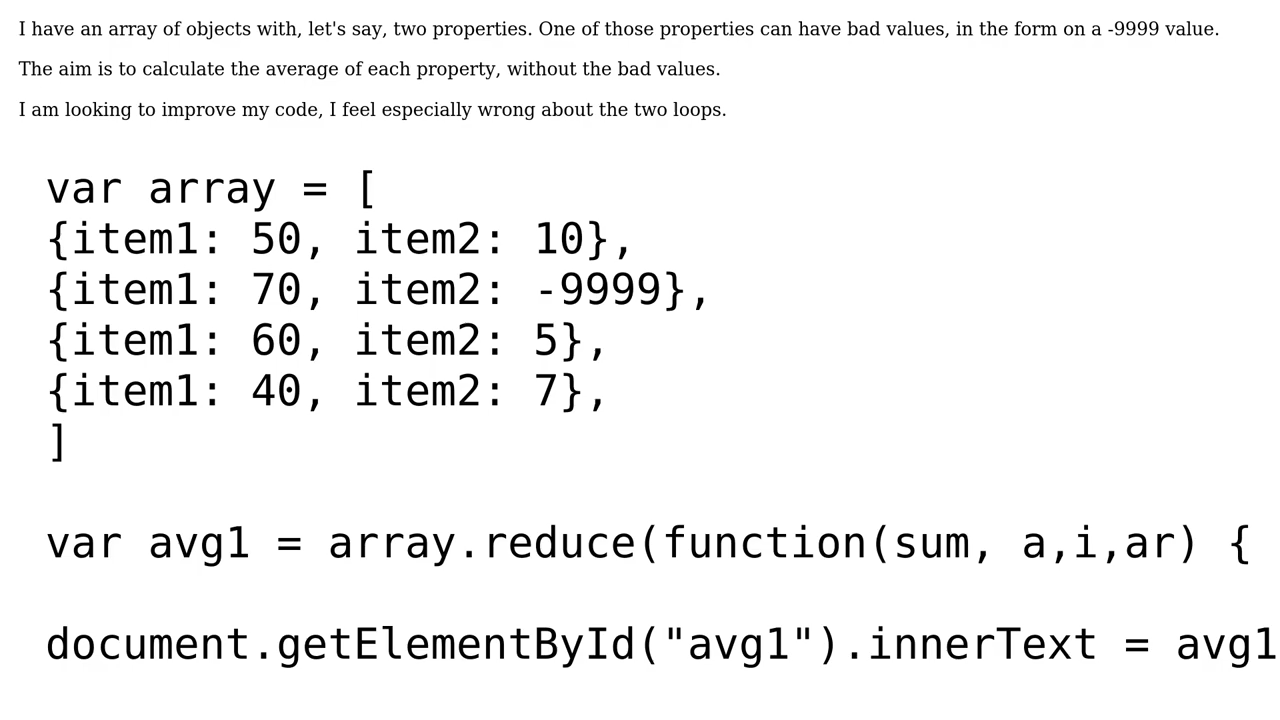 I have an array of objects with, let's say, two properties. One of those properties can have bad values, in the form on a -9999 value.
The aim is to calculate the average of each property, without the bad values.
I am looking to improve my code, I feel especially wrong about the two loops.
var array = [
{item1: 50, item2: 10},
{item1: 70, item2: -9999},
{item1: 60, item2: 5},
{item1: 40, item2: 7},
]
var avg1 = array.reduce(function(sum, a,i,ar) {
document.getElementById("avg1").innerText = avg1